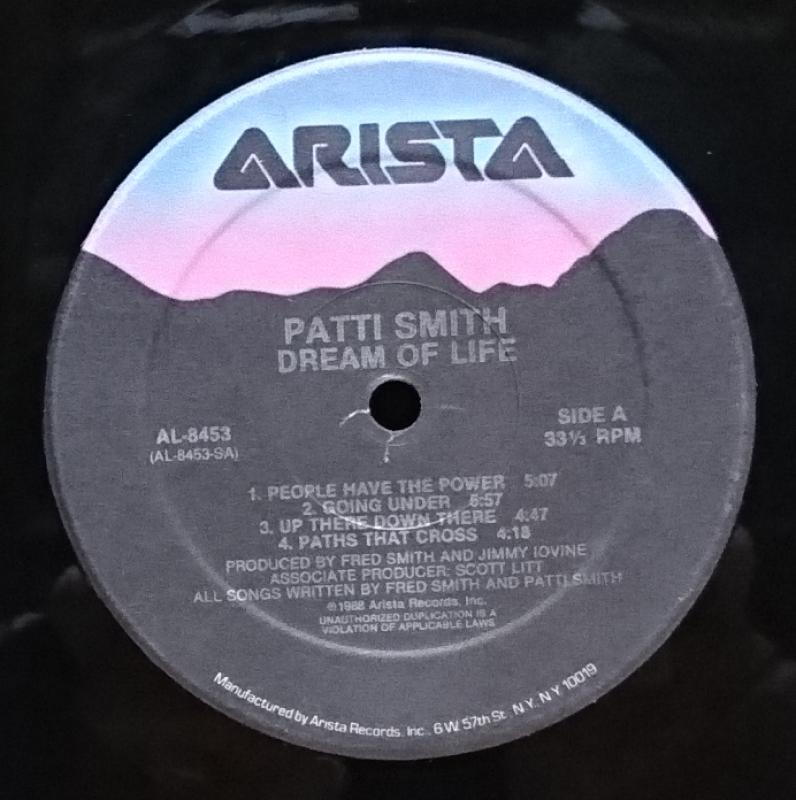 ARISTA
PATTI SMITH
DREAM OF LIFE
AL-8453
(AL-8453-SA)
SIDE A
33⅓ RPM
1. PEOPLE HAVE THE POWER 5:07
2. GOING UNDER 5:57
3. UP THERE DOWN THERE 4:47
4. PATHS THAT CROSS 4:18
PRODUCED BY FRED SMITH AND JIMMY IOVINE
ASSOCIATE PRODUCER: SCOTT LITT
ALL SONGS WRITTEN BY FRED SMITH AND PATTI SMITH
℗1988 Arista Records, Inc.
UNAUTHORIZED DUPLICATION IS A
VIOLATION OF APPLICABLE LAWS
Manufactured by Arista Records, Inc., 6 W. 57th St., N.Y., N.Y. 10019